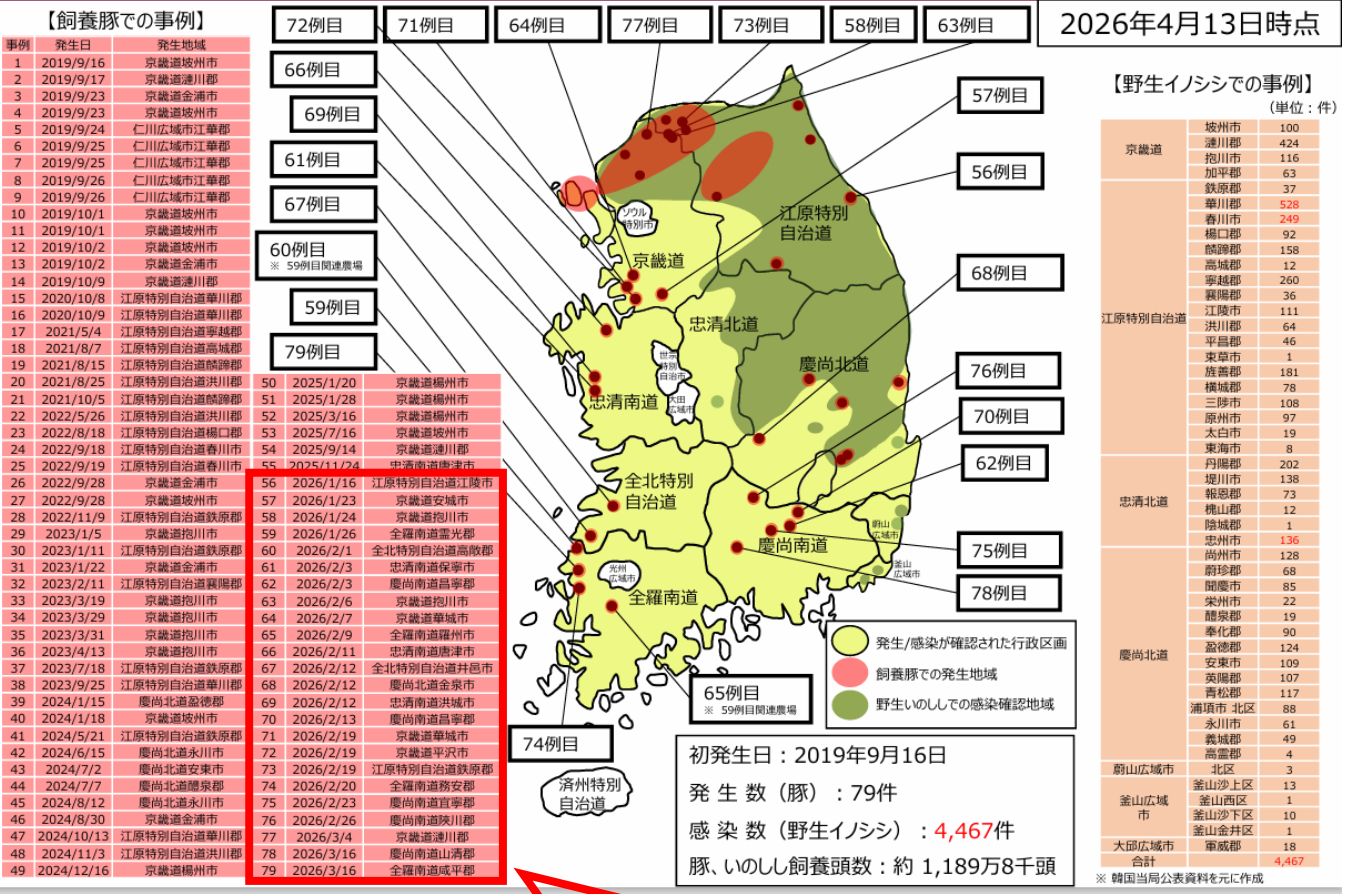 【飼養豚での事例】
事例 発生日 発生地域
1 2019/9/16 京畿道坡州市
2 2019/9/17 京畿道漣川郡
3 2019/9/23 京畿道金浦市
4 2019/9/23 京畿道坡州市
5 2019/9/24 仁川広域市江華郡
6 2019/9/25 仁川広域市江華郡
7 2019/9/25 仁川広域市江華郡
8 2019/9/26 仁川広域市江華郡
9 2019/9/26 仁川広域市江華郡
10 2019/10/1 京畿道坡州市
11 2019/10/1 京畿道坡州市
12 2019/10/2 京畿道坡州市
13 2019/10/2 京畿道金浦市
14 2019/10/9 京畿道漣川郡
15 2020/10/8 江原特別自治道華川郡
16 2020/10/9 江原特別自治道華川郡
17 2021/5/4 江原特別自治道寧越郡
18 2021/8/7 江原特別自治道高城郡
19 2021/8/15 江原特別自治道麟蹄郡
20 2021/8/25 江原特別自治道洪川郡
21 2021/10/5 江原特別自治道麟蹄郡
22 2022/5/26 江原特別自治道洪川郡
23 2022/8/18 江原特別自治道楊口郡
24 2022/9/18 江原特別自治道春川市
25 2022/9/19 江原特別自治道春川市
26 2022/9/28 京畿道金浦市
27 2022/9/28 京畿道坡州市
28 2022/11/9 江原特別自治道鉄原郡
29 2023/1/5 京畿道抱川市
30 2023/1/11 江原特別自治道鉄原郡
31 2023/1/22 京畿道金浦市
32 2023/2/11 江原特別自治道襄陽郡
33 2023/3/19 京畿道抱川市
34 2023/3/29 京畿道抱川市
35 2023/3/31 京畿道抱川市
36 2023/4/13 京畿道抱川市
37 2023/7/18 江原特別自治道鉄原郡
38 2023/9/25 江原特別自治道華川郡
39 2024/1/15 慶尚北道盈徳郡
40 2024/1/18 京畿道坡州市
41 2024/5/21 江原特別自治道鉄原郡
42 2024/6/15 慶尚北道永川市
43 2024/7/2 慶尚北道安東市
44 2024/7/7 慶尚北道醴泉郡
45 2024/8/12 慶尚北道永川市
46 2024/8/30 京畿道金浦市
47 2024/10/13 江原特別自治道華川郡
48 2024/11/3 江原特別自治道洪川郡
49 2024/12/16 京畿道楊州市
50 2025/1/20 京畿道楊州市
51 2025/1/28 京畿道楊州市
52 2025/3/16 京畿道楊州市
53 2025/7/16 京畿道坡州市
54 2025/9/14 京畿道漣川郡
55 2025/11/24 忠清南道唐津市
56 2026/1/16 江原特別自治道江陵市
57 2026/1/23 京畿道安城市
58 2026/1/24 京畿道抱川市
59 2026/1/26 全羅南道霊光郡
60 2026/2/1 全北特別自治道高敞郡
61 2026/2/3 忠清南道保寧市
62 2026/2/3 慶尚南道昌寧郡
63 2026/2/6 京畿道抱川市
64 2026/2/7 京畿道華城市
65 2026/2/9 全羅南道羅州市
66 2026/2/11 忠清南道唐津市
67 2026/2/12 全北特別自治道井邑市
68 2026/2/12 慶尚北道金泉市
69 2026/2/12 忠清南道洪城市
70 2026/2/13 慶尚南道昌寧郡
71 2026/2/19 京畿道華城市
72 2026/2/19 京畿道平沢市
73 2026/2/19 江原特別自治道鉄原郡
74 2026/2/20 全羅南道務安郡
75 2026/2/23 慶尚南道宜寧郡
76 2026/2/26 慶尚南道陜川郡
77 2026/3/4 京畿道漣川郡
78 2026/3/16 慶尚南道山清郡
79 2026/3/16 全羅南道咸平郡
72例目 71例目 64例目 77例目 73例目 58例目 63例目
66例目
69例目
61例目
67例目
60例目
※ 59例目関連農場
59例目
79例目
57例目
56例目
68例目
76例目
70例目
62例目
75例目
78例目
65例目
※ 59例目関連農場
74例目
ソウル
特別市
京畿道
江原特別
自治道
忠清北道
世宗
特別
自治市
忠清南道
大田
広域市
慶尚北道
全北特別
自治道
慶尚南道
蔚山
広域市
釜山
広域市
光州
広域市
全羅南道
済州特別
自治道
発生/感染が確認された行政区画
飼養豚での発生地域
野生いのししでの感染確認地域
初発生日：2019年9月16日
発 生 数（豚）：79件
感 染 数（野生イノシシ）：4,467件
豚、いのしし飼養頭数：約 1,189万8千頭
2026年4月13日時点
【野生イノシシでの事例】
（単位：件）
京畿道 坡州市 100
漣川郡 424
抱川市 116
加平郡 63
江原特別自治道 鉄原郡 37
華川郡 528
春川市 249
楊口郡 92
麟蹄郡 158
高城郡 12
寧越郡 260
襄陽郡 36
江陵市 111
洪川郡 64
平昌郡 46
束草市 1
旌善郡 181
横城郡 78
三陟市 108
原州市 97
太白市 19
東海市 8
忠清北道 丹陽郡 202
堤川市 138
報恩郡 73
槐山郡 12
陰城郡 1
忠州市 136
慶尚北道 尚州市 128
蔚珍郡 68
聞慶市 85
栄州市 22
醴泉郡 19
奉化郡 90
盈徳郡 124
安東市 109
英陽郡 107
青松郡 117
浦項市 北区 88
永川市 61
義城郡 49
高霊郡 4
蔚山広域市 北区 3
釜山広域市 釜山沙上区 13
釜山西区 1
釜山沙下区 10
釜山金井区 1
大邱広域市 軍威郡 18
合計 4,467
※ 韓国当局公表資料を元に作成